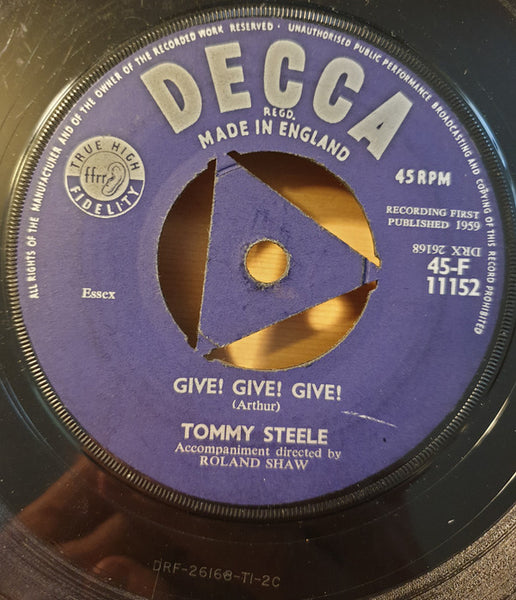 ALL RIGHTS OF THE MANUFACTURER AND OF THE OWNER OF THE RECORDED WORK RESERVED · UNAUTHORISED PUBLIC PERFORMANCE BROADCASTING AND COPYING OF THIS RECORD PROHIBITED
DECCA
REGD.
MADE IN ENGLAND
TRUE HIGH
ffrr
FIDELITY
45 RPM
RECORDING FIRST
PUBLISHED 1959
DRX 26168
45-F
11152
Essex
GIVE! GIVE! GIVE!
(Arthur)
TOMMY STEELE
Accompaniment directed by
ROLAND SHAW
DRF-26168-T1-2C